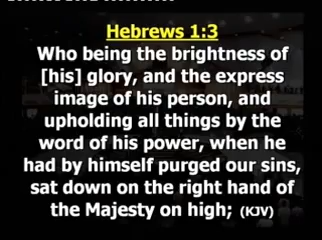 Hebrews 1:3
Who being the brightness of
[his] glory, and the express
image of his person, and
upholding all things by the
word of his power, when he
had by himself purged our sins,
sat down on the right hand of
the Majesty on high; (KJV)